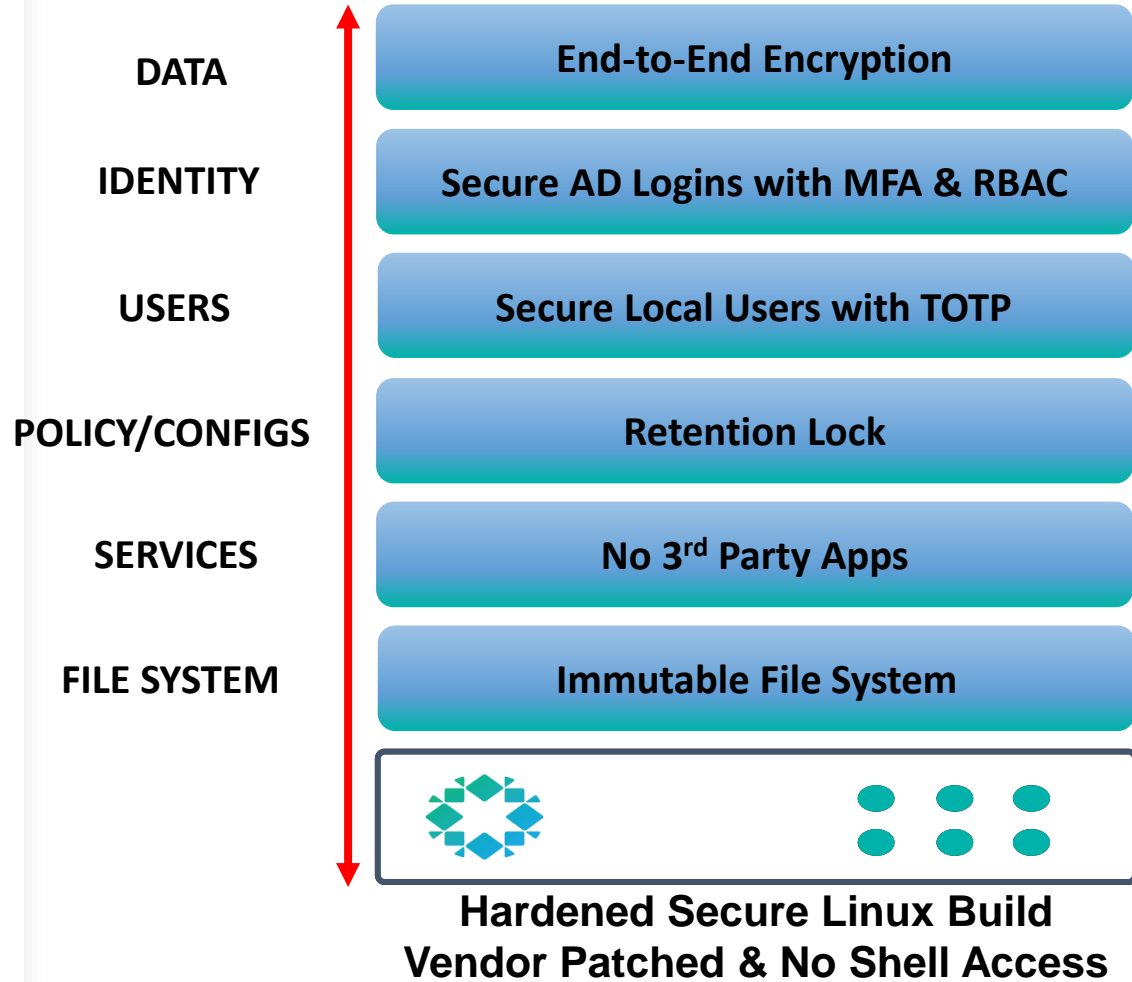 DATA
End-to-End Encryption
IDENTITY
Secure AD Logins with MFA & RBAC
USERS
Secure Local Users with TOTP
POLICY/CONFIGS
Retention Lock
SERVICES
No 3rd Party Apps
FILE SYSTEM
Immutable File System
Hardened Secure Linux Build
Vendor Patched & No Shell Access